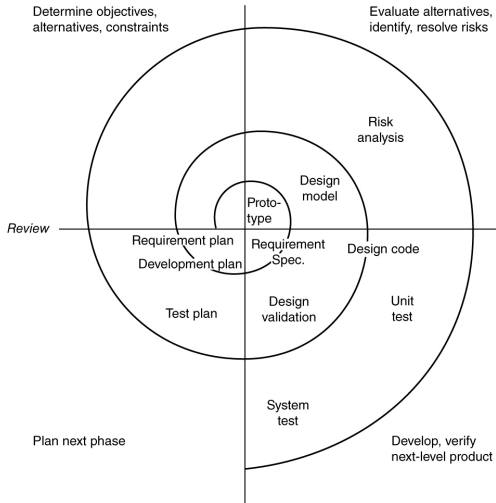 Determine objectives,
alternatives, constraints
Evaluate alternatives,
identify, resolve risks
Risk
analysis
Design
model
Proto-
type
Review
Requirement plan
Requirement
Spec.
Design code
Development plan
Test plan
Design
validation
Unit
test
System
test
Plan next phase
Develop, verify
next-level product